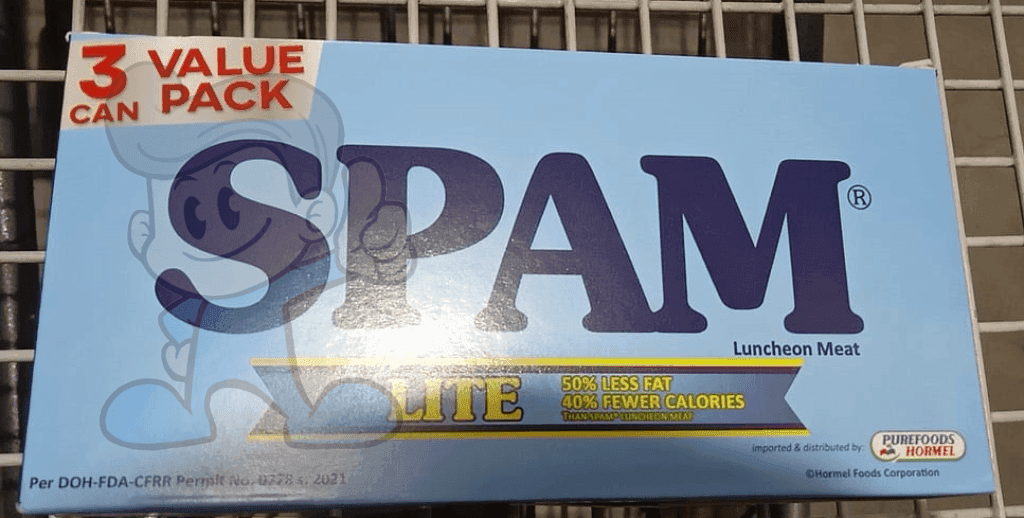 3 VALUE
CAN PACK
SPAM®
Luncheon Meat
LITE
50% LESS FAT
40% FEWER CALORIES
THAN SPAM® LUNCHEON MEAT
imported & distributed by:
PUREFOODS
HORMEL
©Hormel Foods Corporation
Per DOH-FDA-CFRR Permit No. 0778 s. 2021